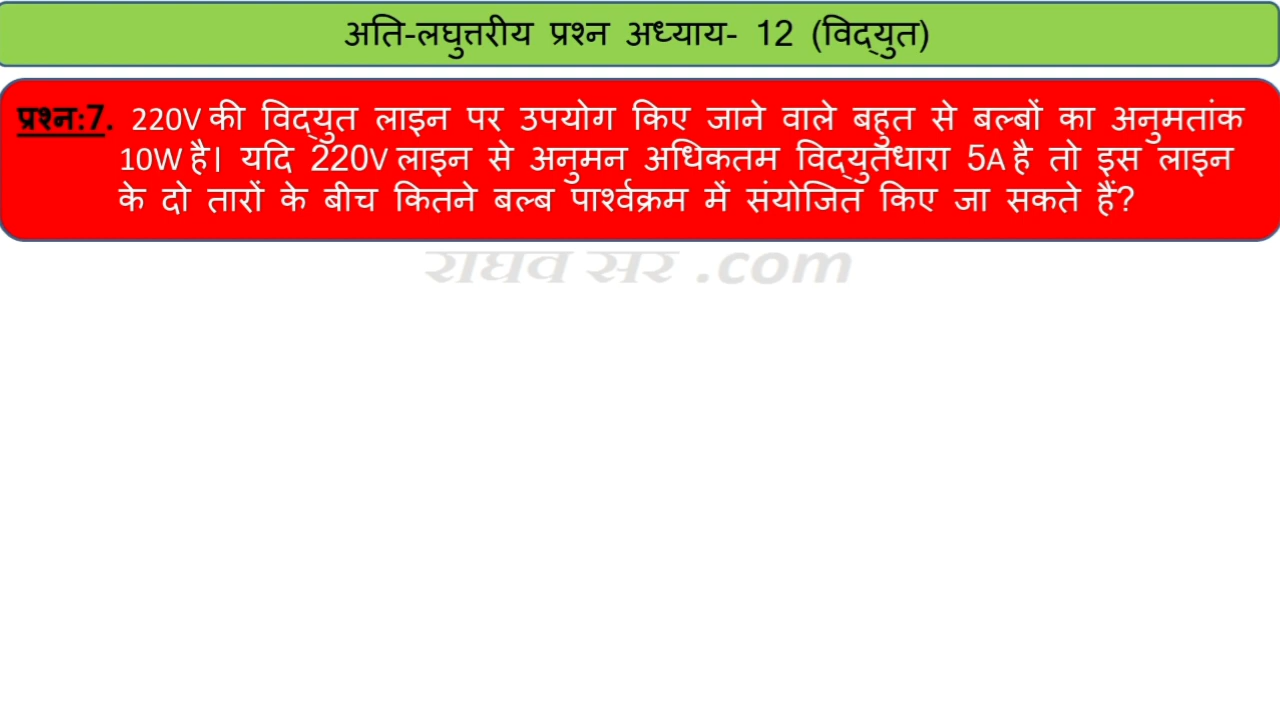 अति-लघुत्तरीय प्रश्न अध्याय- 12 (विद्युत)
प्रश्न:7. 220V की विद्युत लाइन पर उपयोग किए जाने वाले बहुत से बल्बों का अनुमतांक
10W है। यदि 220V लाइन से अनुमन अधिकतम विद्युतधारा 5A है तो इस लाइन
के दो तारों के बीच कितने बल्ब पार्श्वक्रम में संयोजित किए जा सकते हैं?
राघव सर .com